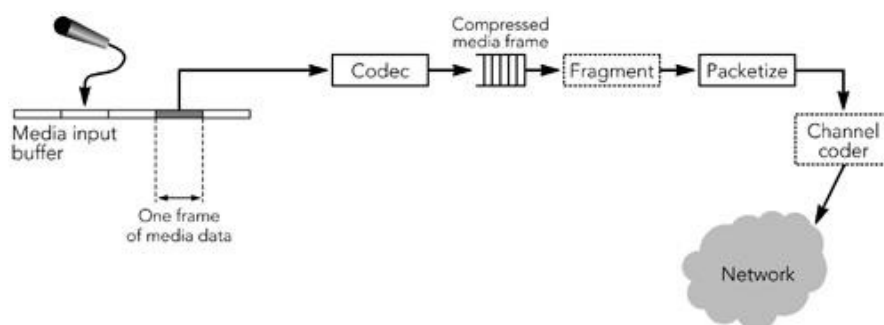 Compressed
media frame
Codec
Fragment
Packetize
Media input
buffer
Channel
coder
One frame
of media data
Network